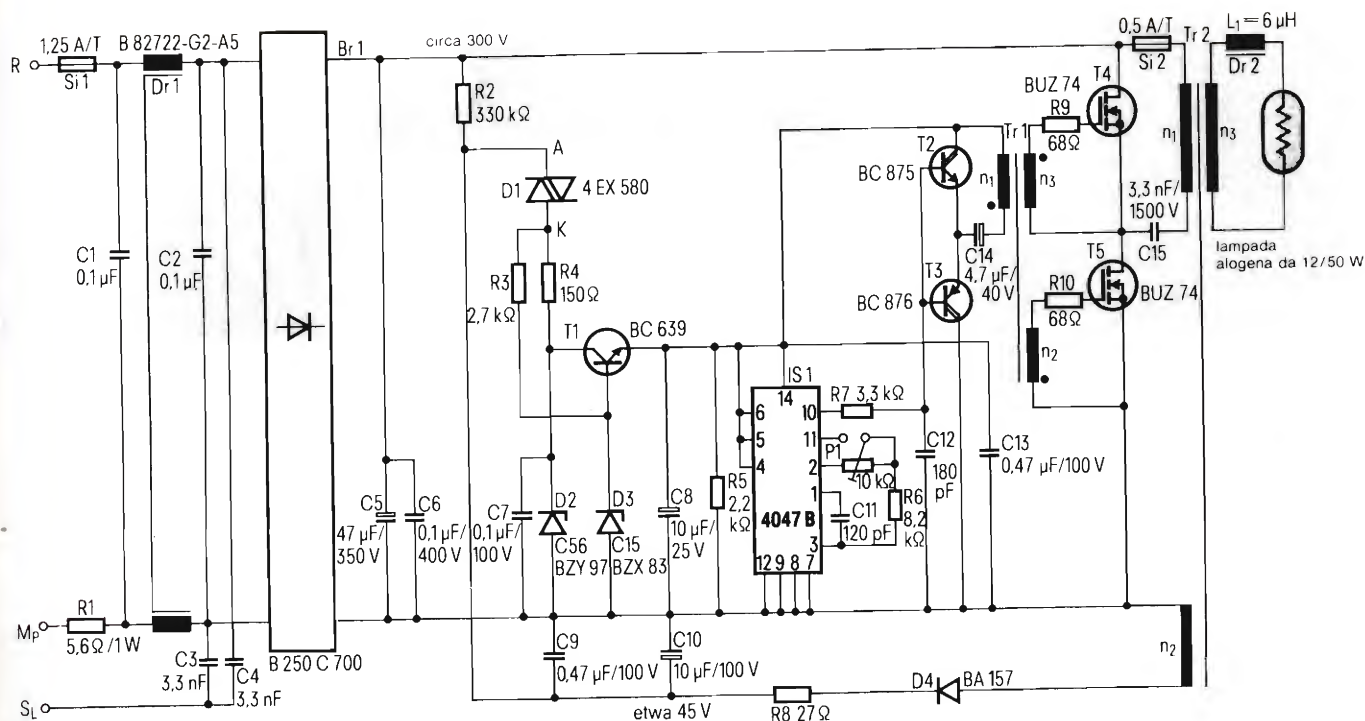 R
1,25 A/T
Si 1
B 82722-G2-A5
Dr 1
C1
0,1 µF
C2
0,1 µF
Mp
R1
5,6 Ω/1W
C3
3,3 nF
C4
3,3 nF
SL
Br 1
B 250 C 700
circa 300 V
R2
330 kΩ
A
D1
4 EX 580
K
R3
2,7 kΩ
R4
150Ω
T1
BC 639
C5
47 µF/
350 V
C6
0,1 µF/
400 V
C7
0,1 µF/
100 V
D2
C56
BZY 97
D3
C15
BZX 83
C8
10 µF/
25 V
R5
2,2
kΩ
IS 1
14
6
5
4
10
11
2
1
3
4047 B
12
9
8
7
R7 3,3 kΩ
P1
10 kΩ
R6
8,2
kΩ
C11
120 pF
C12
180
pF
C13
0,47 µF/100 V
T2
BC 875
T3
BC 876
C14
4,7 µF/
40 V
Tr 1
n1
n3
n2
R9
68Ω
T4
BUZ 74
R10
68Ω
T5
BUZ 74
0,5 A/T
Si 2
Tr 2
n1
n3
n2
3,3 nF/
1500 V
C15
L1 = 6 µH
Dr 2
lampada
alogena da 12/50 W
C9
0,47 µF/100 V
C10
10 µF/100 V
etwa 45 V
R8 27 Ω
D4
BA 157